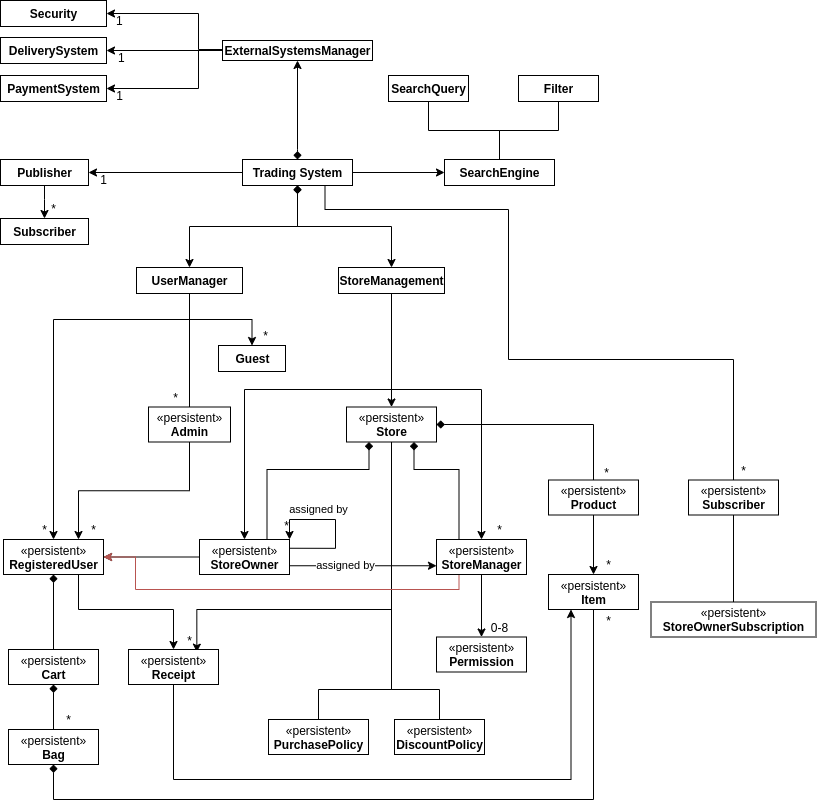 Security
1
DeliverySystem
ExternalSystemsManager
1
PaymentSystem
SearchQuery
Filter
1
Publisher
Trading System
SearchEngine
1
*
Subscriber
UserManager
StoreManagement
*
Guest
*
«persistent»
Admin
«persistent»
Store
*
*
«persistent»
Product
«persistent»
Subscriber
assigned by
*
*
*
*
«persistent»
RegisteredUser
«persistent»
StoreOwner
assigned by
«persistent»
StoreManager
*
«persistent»
Item
«persistent»
StoreOwnerSubscription
*
0-8
*
«persistent»
Cart
«persistent»
Receipt
«persistent»
Permission
*
«persistent»
Bag
«persistent»
PurchasePolicy
«persistent»
DiscountPolicy